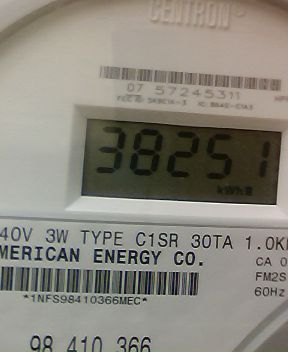 CENTRON®
07 57245311
38251
kWh
40V 3W TYPE C1SR 30TA 1.0K
MERICAN ENERGY CO.
CA 0
FM2S
*1NFS98410366MEC*
60Hz
98 410 366